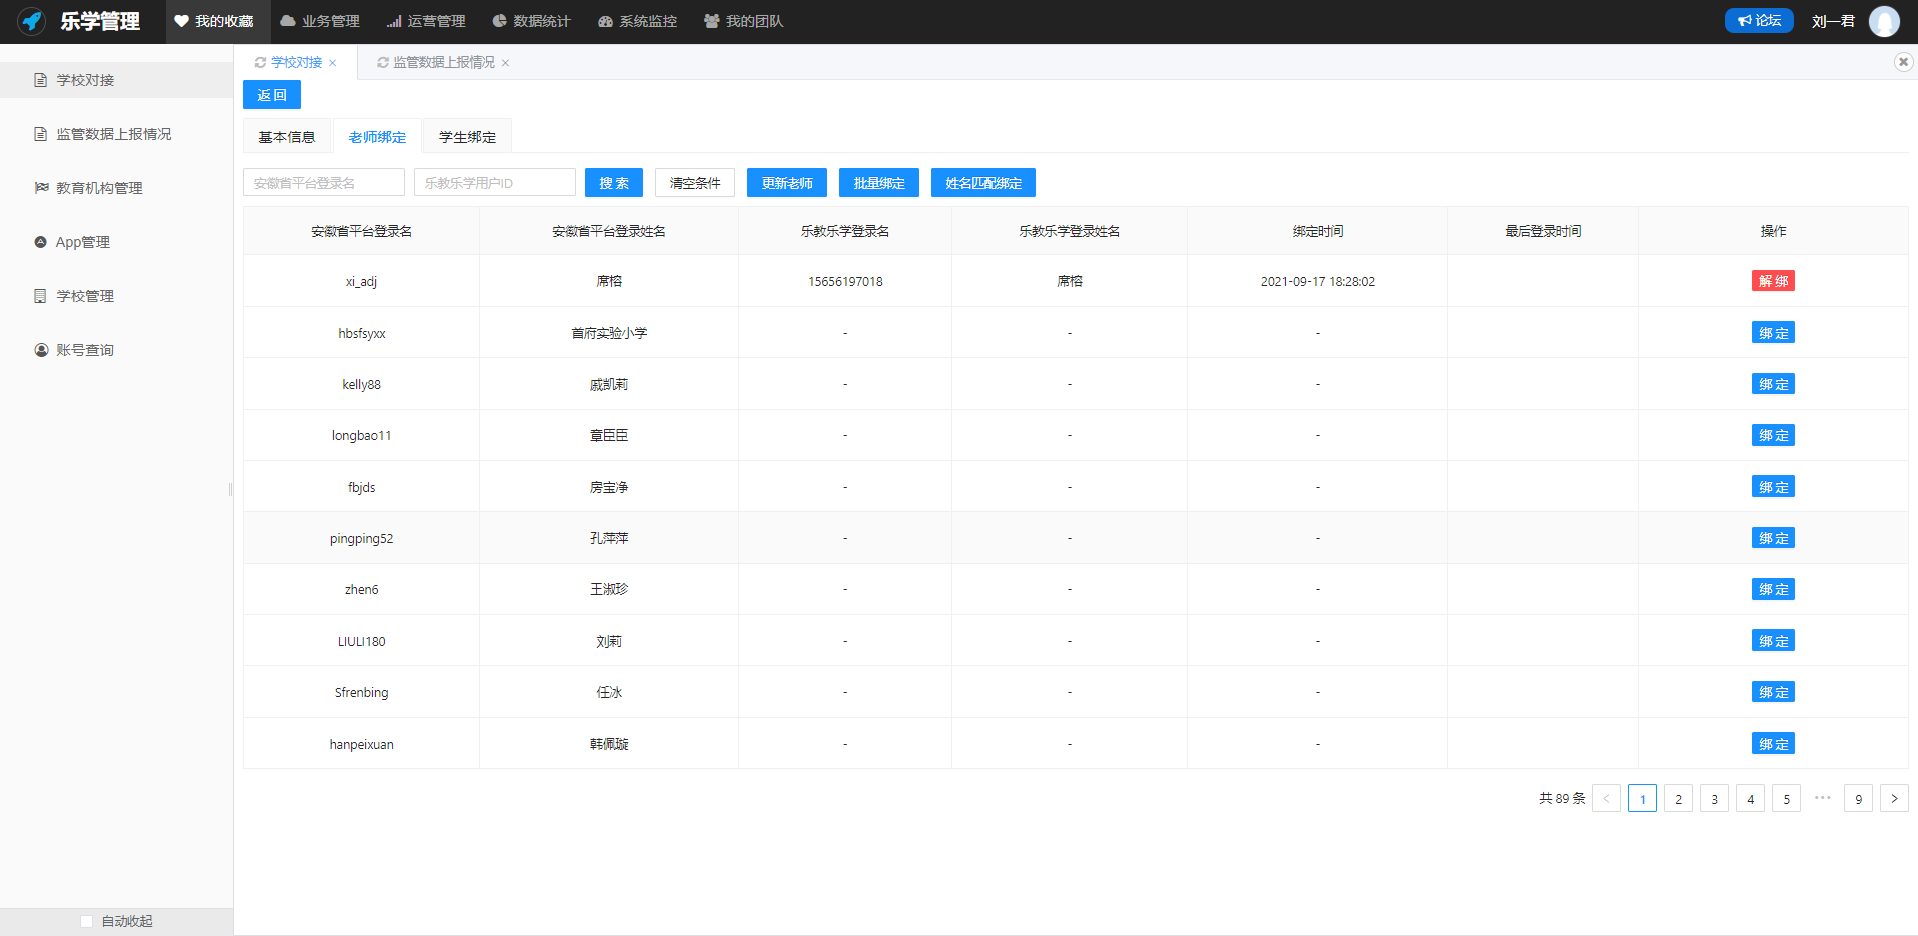 乐学管理 我的收藏 业务管理 运营管理 数据统计 系统监控 我的团队 论坛 刘一君
学校对接
监管数据上报情况
教育机构管理
App管理
学校管理
账号查询
自动收起
学校对接 × 监管数据上报情况 ×
返 回
基本信息 老师绑定 学生绑定
安徽省平台登录名 乐教乐学用户ID 搜 索 清空条件 更新老师 批量绑定 姓名匹配绑定
安徽省平台登录名 安徽省平台登录姓名 乐教乐学登录名 乐教乐学登录姓名 绑定时间 最后登录时间 操作
xi_adj 席榕 15656197018 席榕 2021-09-17 18:28:02 解 绑
hbsfsyxx 首府实验小学 - - - 绑 定
kelly88 戚凯莉 - - - 绑 定
longbao11 章臣臣 - - - 绑 定
fbjds 房宝净 - - - 绑 定
pingping52 孔萍萍 - - - 绑 定
zhen6 王淑珍 - - - 绑 定
LIULI180 刘莉 - - - 绑 定
Sfrenbing 任冰 - - - 绑 定
hanpeixuan 韩佩璇 - - - 绑 定
共 89 条 < 1 2 3 4 5 ••• 9 >